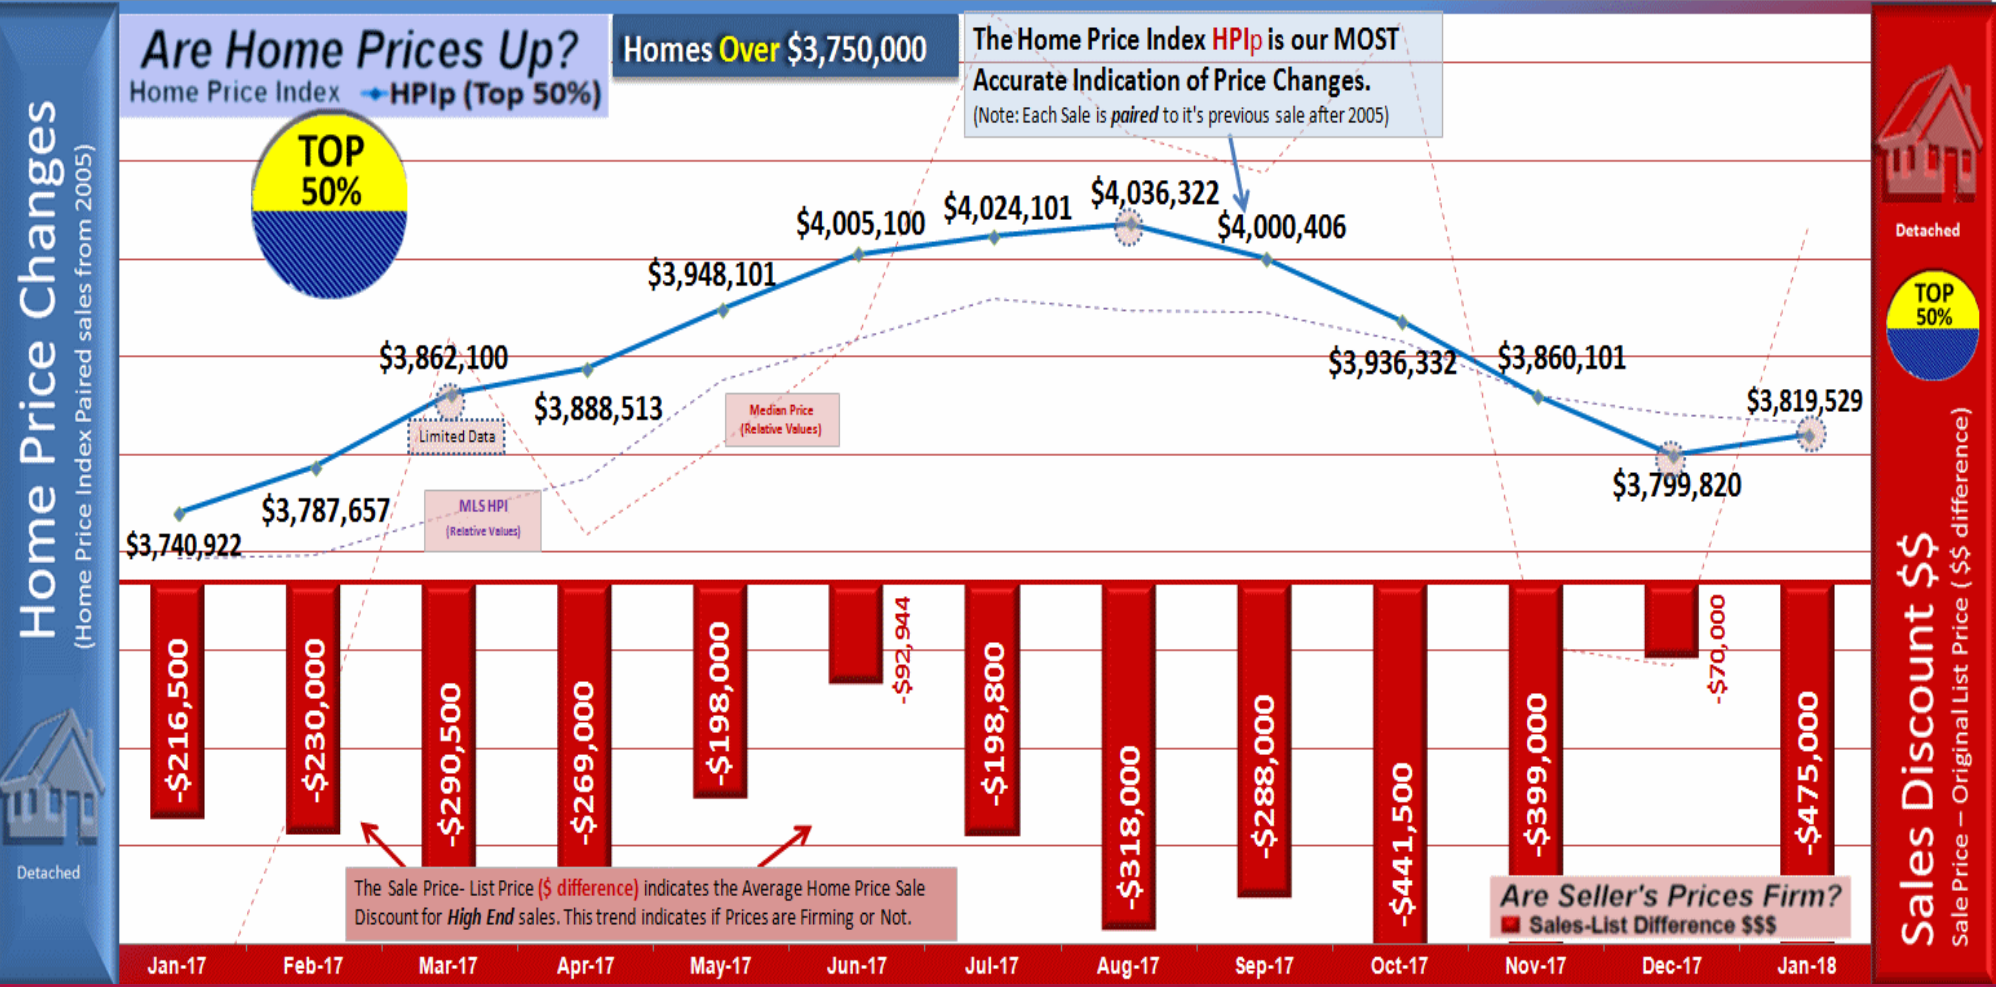 Are Home Prices Up?
Home Price Index HPIp (Top 50%)
Homes Over $3,750,000
The Home Price Index HPIp is our MOST
Accurate Indication of Price Changes.
(Note: Each Sale is paired to it's previous sale after 2005)
TOP
50%
Home Price Changes
(Home Price Index Paired sales from 2005)
Detached
Detached
TOP
50%
Sales Discount $$
Sale Price – Original List Price ( $$ difference)
$3,740,922
$3,787,657
$3,862,100
$3,888,513
$3,948,101
$4,005,100
$4,024,101
$4,036,322
$4,000,406
$3,936,332
$3,860,101
$3,799,820
$3,819,529
Limited Data
MLS HPI
(Relative Values)
Median Price
(Relative Values)
-$216,500
-$230,000
-$290,500
-$269,000
-$198,000
-$92,944
-$198,800
-$318,000
-$288,000
-$441,500
-$399,000
-$70,000
-$475,000
The Sale Price- List Price ($ difference) indicates the Average Home Price Sale
Discount for High End sales. This trend indicates if Prices are Firming or Not.
Are Seller's Prices Firm?
Sales-List Difference $$$
Jan-17 Feb-17 Mar-17 Apr-17 May-17 Jun-17 Jul-17 Aug-17 Sep-17 Oct-17 Nov-17 Dec-17 Jan-18